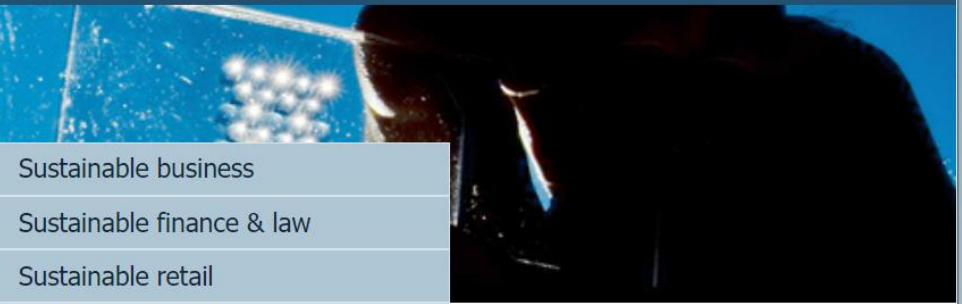 Sustainable business
Sustainable finance & law
Sustainable retail